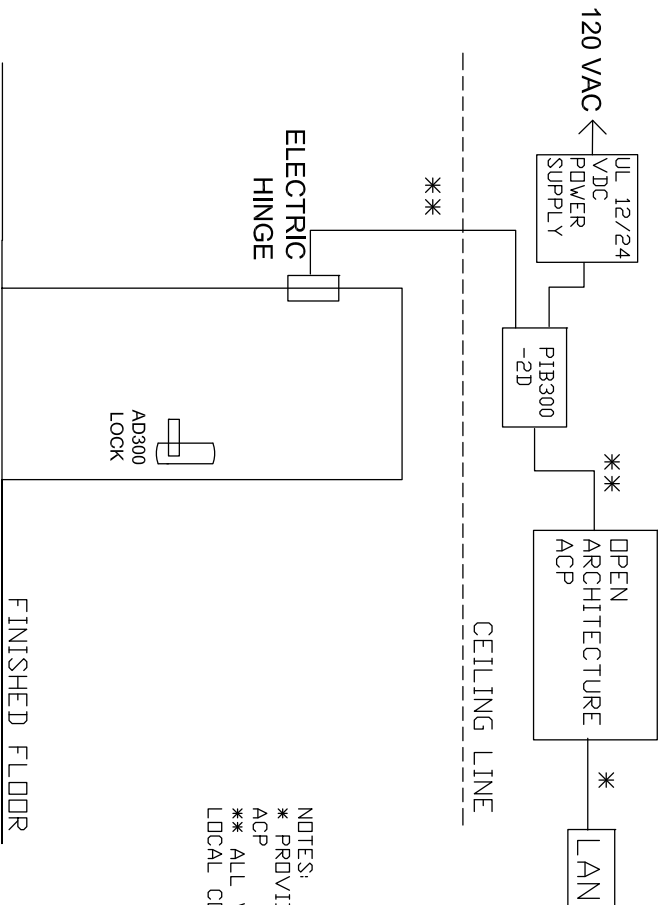 120 VAC
UL 12/24
VDC
POWER
SUPPLY
PIB300
-2D
**
OPEN
ARCHITECTURE
ACP
*
LAN
**
CEILING LINE
ELECTRIC
HINGE
AD300
LOCK
FINISHED FLOOR
NOTES:
*
ACP
** ALL
LOCAL